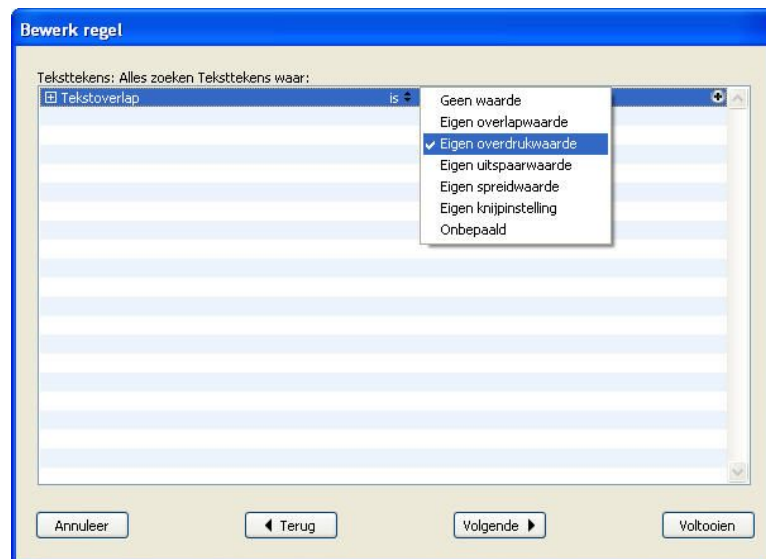 Bewerk regel
Teksttekens: Alles zoeken Teksttekens waar:
Tekstoverlap is
Geen waarde
Eigen overlapwaarde
Eigen overdrukwaarde
Eigen uitspaarwaarde
Eigen spreidwaarde
Eigen knijpinstelling
Onbepaald
Annuleer Terug Volgende Voltooien